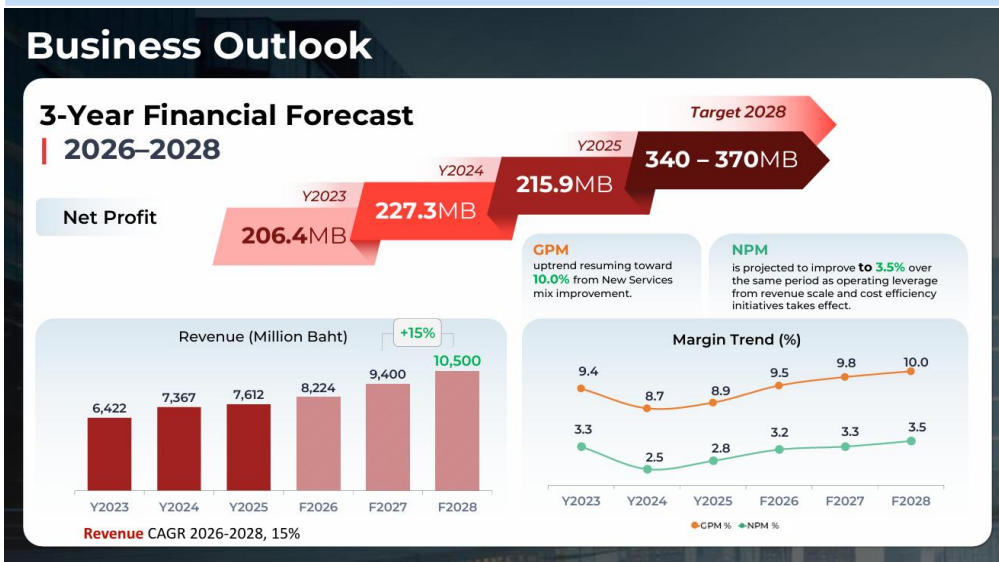 Business Outlook
3-Year Financial Forecast
2026–2028
Net Profit
Y2023
206.4MB
Y2024
227.3MB
Y2025
215.9MB
Target 2028
340 – 370MB
GPM
uptrend resuming toward
10.0% from New Services
mix improvement.
NPM
is projected to improve to 3.5% over
the same period as operating leverage
from revenue scale and cost efficiency
initiatives takes effect.
Revenue (Million Baht)
+15%
6,422
7,367
7,612
8,224
9,400
10,500
Y2023 Y2024 Y2025 F2026 F2027 F2028
Revenue CAGR 2026-2028, 15%
Margin Trend (%)
9.4 8.7 8.9 9.5 9.8 10.0
3.3 2.5 2.8 3.2 3.3 3.5
Y2023 Y2024 Y2025 F2026 F2027 F2028
GPM % NPM %